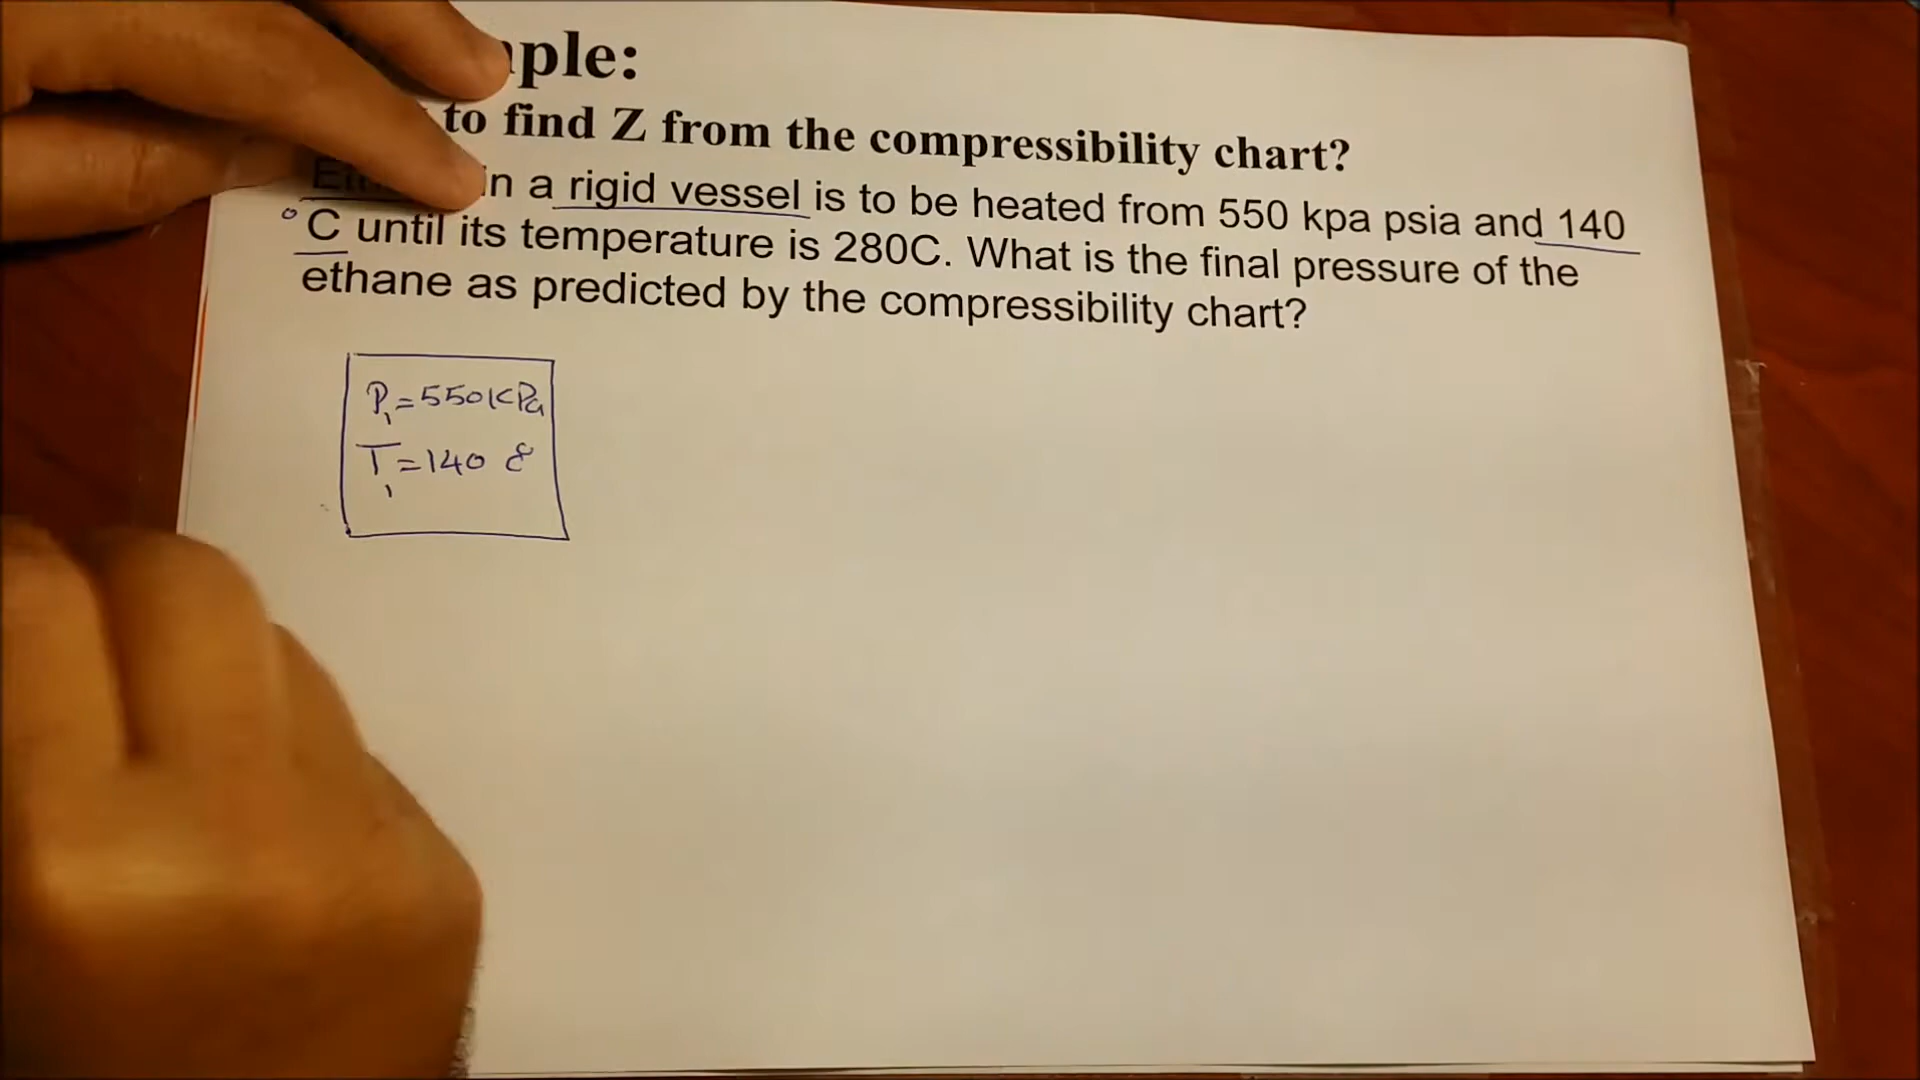 to find Z from the compressibility chart?
in a rigid vessel is to be heated from 550 kpa psia and 140
°C until its temperature is 280C. What is the final pressure of the
ethane as predicted by the compressibility chart?
P₁=550KPa
T₁=140 °C